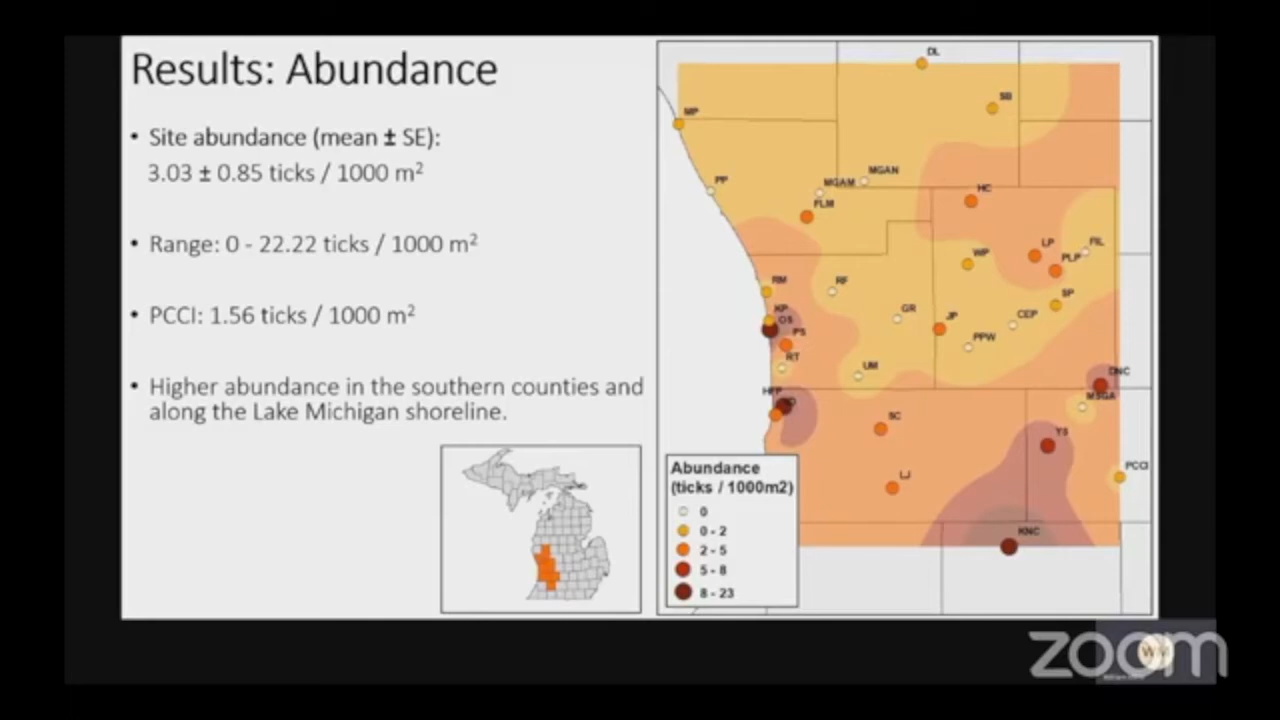 Results: Abundance
• Site abundance (mean ± SE):
3.03 ± 0.85 ticks / 1000 m²
• Range: 0 - 22.22 ticks / 1000 m²
• PCCI: 1.56 ticks / 1000 m²
• Higher abundance in the southern counties and
along the Lake Michigan shoreline.
DL
SB
MP
PP
MGAM
MGAN
FLM
HC
LP
FIL
PLP
WP
RM
RF
SP
KP
OS
GR
JP
CEP
PS
PPW
RT
UM
DNC
MSGA
SC
YS
PCCI
LJ
KNC
Abundance
(ticks / 1000m2)
0
0 - 2
2 - 5
5 - 8
8 - 23
zoom